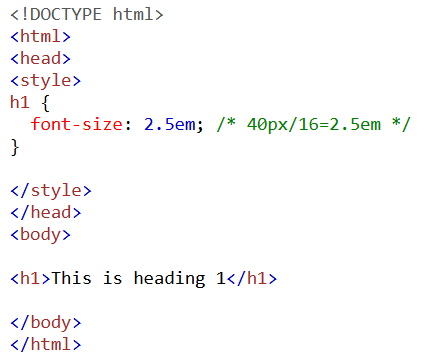 <!DOCTYPE html>
<html>
<head>
<style>
h1 {
  font-size: 2.5em; /* 40px/16=2.5em */
}
</style>
</head>
<body>
<h1>This is heading 1</h1>
</body>
</html>